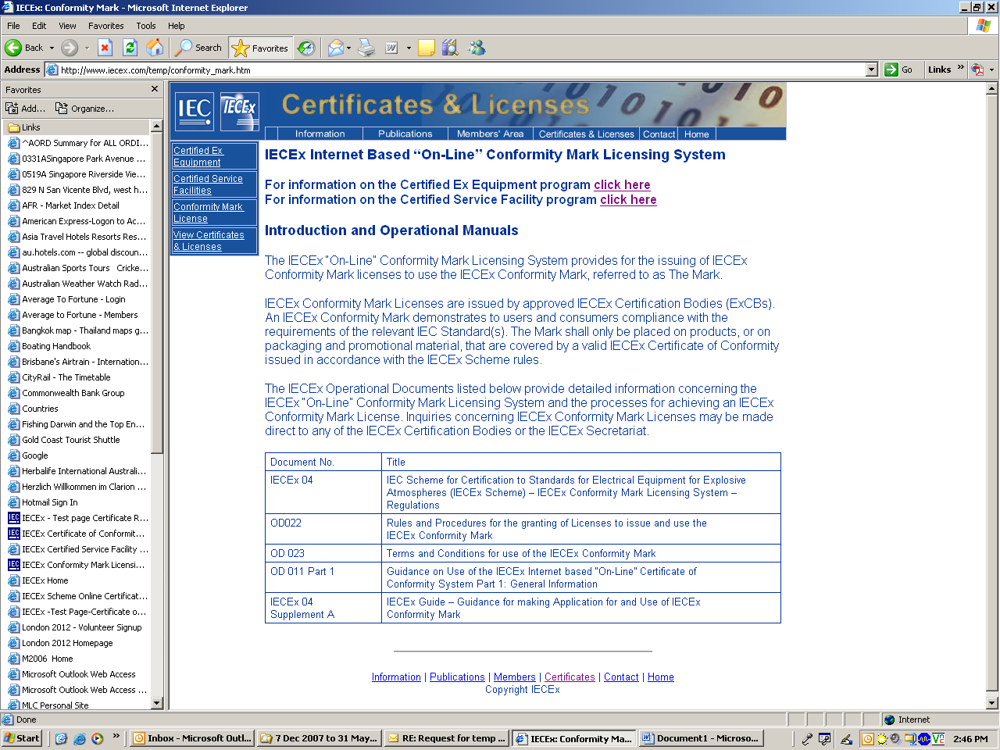 IECEx: Conformity Mark - Microsoft Internet Explorer
File Edit View Favorites Tools Help
Back Search Favorites
Address http://www.iecex.com/temp/conformity_mark.htm Go Links »
Favorites
Add... Organize...
Links
^AORD Summary for ALL ORDI...
0331ASingapore Park Avenue ...
0519A Singapore Riverside Vie...
829 N San Vicente Blvd, west h...
AFR - Market Index Detail
American Express-Logon to Ac...
Asia Travel Hotels Resorts Res...
au.hotels.com -- global discoun...
Australian Sports Tours Cricke...
Australian Weather Watch Rad...
Average To Fortune - Login
Average to Fortune - Members
Bangkok map - Thailand maps g...
Boating Handbook
Brisbane's Airtrain - Internation...
CityRail - The Timetable
Commonwealth Bank Group
Countries
Fishing Darwin and the Top En...
Gold Coast Tourist Shuttle
Google
Herbalife International Australi...
Herzlich Willkommen im Clarion ...
Hotmail Sign In
IECEx - Test page Certificate R...
IECEx Certificate of Conformit...
IECEx Certified Service Facility ...
IECEx Conformity Mark Licensi...
IECEx Home
IECEx Scheme Online Certificat...
IECEx -Test Page-Certificate o...
London 2012 - Volunteer Signup
London 2012 Homepage
M2006 Home
Microsoft Outlook Web Access
Microsoft Outlook Web Access ...
MLC Personal Site
IEC IECEx Certificates & Licenses
Information Publications Members' Area Certificates & Licenses Contact Home
Certified Ex
Equipment
Certified Service
Facilities
Conformity Mark
License
View Certificates
& Licenses
IECEx Internet Based “On-Line” Conformity Mark Licensing System
For information on the Certified Ex Equipment program click here
For information on the Certified Service Facility program click here
Introduction and Operational Manuals
The IECEx “On-Line” Conformity Mark Licensing System provides for the issuing of IECEx
Conformity Mark licenses to use the IECEx Conformity Mark, referred to as The Mark.
IECEx Conformity Mark Licenses are issued by approved IECEx Certification Bodies (ExCBs).
An IECEx Conformity Mark demonstrates to users and consumers compliance with the
requirements of the relevant IEC Standard(s). The Mark shall only be placed on products, or on
packaging and promotional material, that are covered by a valid IECEx Certificate of Conformity
issued in accordance with the IECEx Scheme rules.
The IECEx Operational Documents listed below provide detailed information concerning the
IECEx “On-Line” Conformity Mark Licensing System and the processes for achieving an IECEx
Conformity Mark License. Inquiries concerning IECEx Conformity Mark Licenses may be made
direct to any of the IECEx Certification Bodies or the IECEx Secretariat.
Document No. Title
IECEx 04 IEC Scheme for Certification to Standards for Electrical Equipment for Explosive
Atmospheres (IECEx Scheme) – IECEx Conformity Mark Licensing System –
Regulations
OD022 Rules and Procedures for the granting of Licenses to issue and use the
IECEx Conformity Mark
OD 023 Terms and Conditions for use of the IECEx Conformity Mark
OD 011 Part 1 Guidance on Use of the IECEx Internet based “On-Line” Certificate of
Conformity System Part 1: General Information
IECEx 04 IECEx Guide – Guidance for making Application for and Use of IECEx
Supplement A Conformity Mark
Information | Publications | Members | Certificates | Contact | Home
Copyright IECEx
Done Internet
Start » Inbox - Microsoft Outl... 7 Dec 2007 to 31 May... RE: Request for temp ... IECEx: Conformity Ma... Document1 - Microso... 2:46 PM